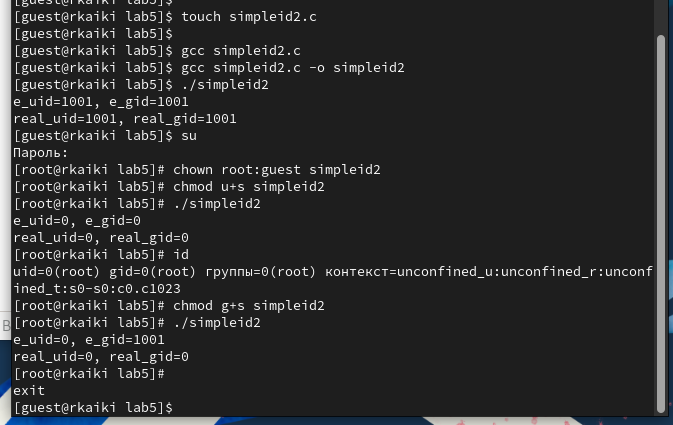 [guest@rkaiki lab5]$
[guest@rkaiki lab5]$ touch simpleid2.c
[guest@rkaiki lab5]$
[guest@rkaiki lab5]$ gcc simpleid2.c
[guest@rkaiki lab5]$ gcc simpleid2.c -o simpleid2
[guest@rkaiki lab5]$ ./simpleid2
e_uid=1001, e_gid=1001
real_uid=1001, real_gid=1001
[guest@rkaiki lab5]$ su
Пароль:
[root@rkaiki lab5]# chown root:guest simpleid2
[root@rkaiki lab5]# chmod u+s simpleid2
[root@rkaiki lab5]# ./simpleid2
e_uid=0, e_gid=0
real_uid=0, real_gid=0
[root@rkaiki lab5]# id
uid=0(root) gid=0(root) группы=0(root) контекст=unconfined_u:unconfined_r:unconf
ined_t:s0-s0:c0.c1023
[root@rkaiki lab5]# chmod g+s simpleid2
[root@rkaiki lab5]# ./simpleid2
e_uid=0, e_gid=1001
real_uid=0, real_gid=0
[root@rkaiki lab5]#
exit
[guest@rkaiki lab5]$